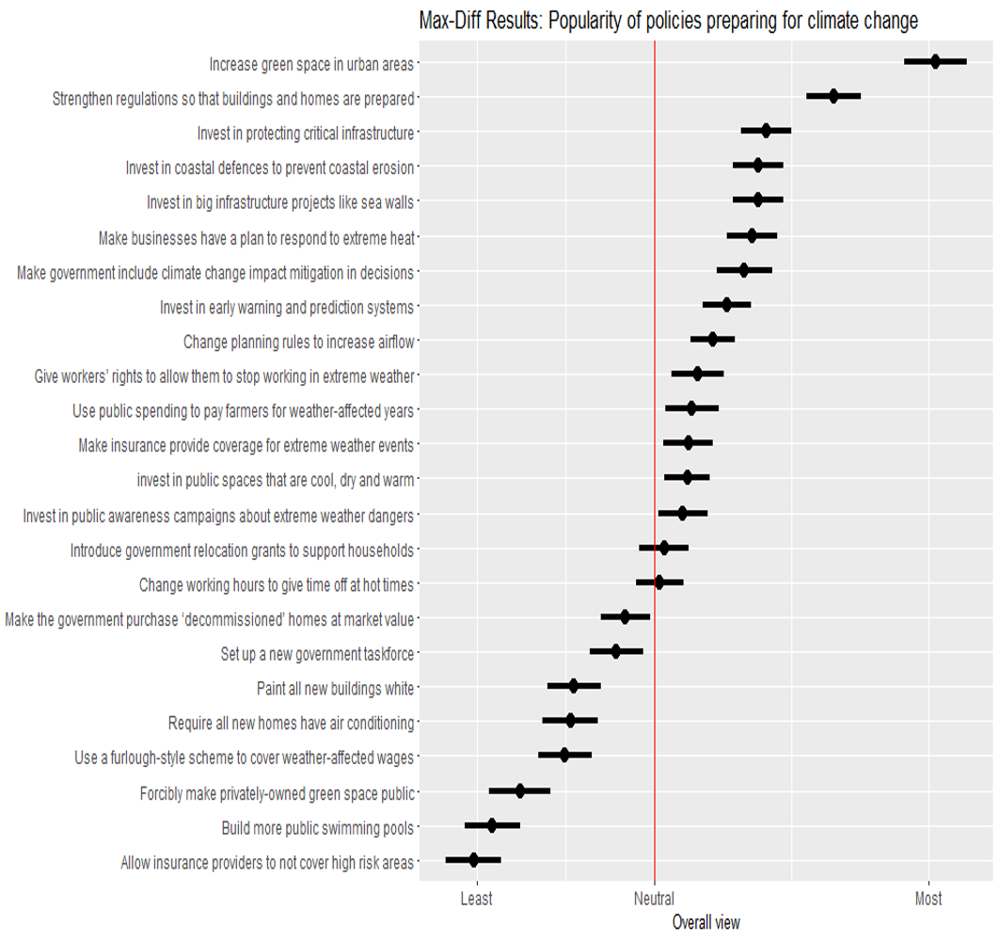 Max-Diff Results: Popularity of policies preparing for climate change
Increase green space in urban areas
Strengthen regulations so that buildings and homes are prepared
Invest in protecting critical infrastructure
Invest in coastal defences to prevent coastal erosion
Invest in big infrastructure projects like sea walls
Make businesses have a plan to respond to extreme heat
Make government include climate change impact mitigation in decisions
Invest in early warning and prediction systems
Change planning rules to increase airflow
Give workers’ rights to allow them to stop working in extreme weather
Use public spending to pay farmers for weather-affected years
Make insurance provide coverage for extreme weather events
invest in public spaces that are cool, dry and warm
Invest in public awareness campaigns about extreme weather dangers
Introduce government relocation grants to support households
Change working hours to give time off at hot times
Make the government purchase ‘decommissioned’ homes at market value
Set up a new government taskforce
Paint all new buildings white
Require all new homes have air conditioning
Use a furlough-style scheme to cover weather-affected wages
Forcibly make privately-owned green space public
Build more public swimming pools
Allow insurance providers to not cover high risk areas
Least Neutral Most
Overall view